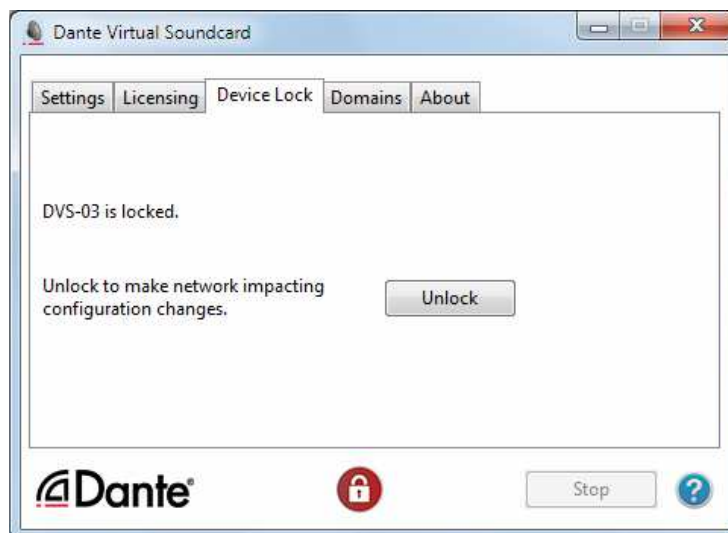 Dante Virtual Soundcard
Settings Licensing Device Lock Domains About
DVS-03 is locked.
Unlock to make network impacting
configuration changes.
Unlock
Dante®
Stop
?